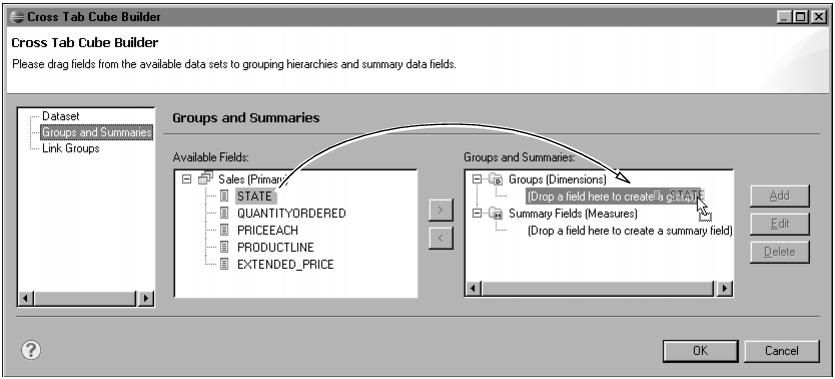 Cross Tab Cube Builder
Cross Tab Cube Builder
Please drag fields from the available data sets to grouping hierarchies and summary data fields.
Dataset
Groups and Summaries
Link Groups
Groups and Summaries
Available Fields:
Sales (Primary
STATE
QUANTITYORDERED
PRICEEACH
PRODUCTLINE
EXTENDED_PRICE
>
<
Groups and Summaries:
Groups (Dimensions)
(Drop a field here to create a STATE
Summary Fields (Measures)
(Drop a field here to create a summary field)
Add
Edit
Delete
?
OK
Cancel